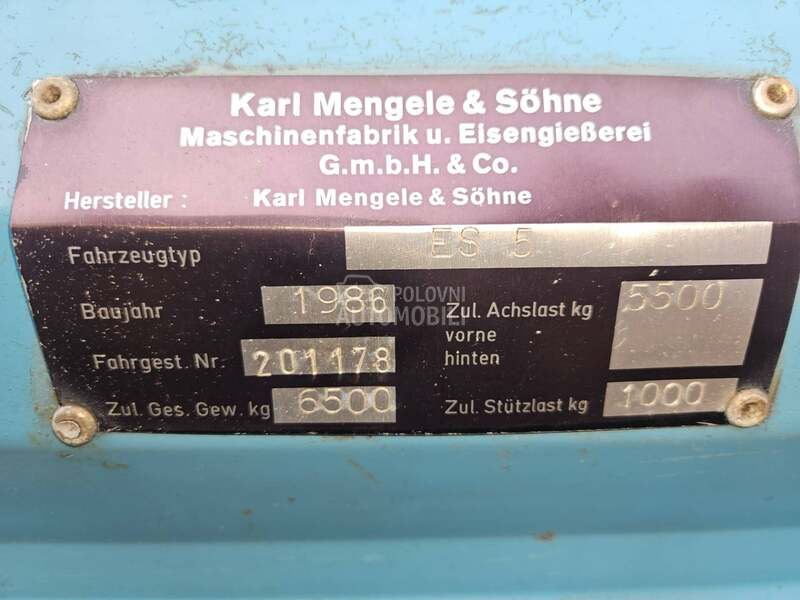 Karl Mengele & Söhne
Maschinenfabrik u. Eisengießerei
G.m.b.H. & Co.
Hersteller : Karl Mengele & Söhne
Fahrzeugtyp ES 5
Baujahr 1986 Zul. Achslast kg 5500
POLOVNI
AUTOMOBILI
vorne
Fahrgest. Nr. 201178 hinten
Zul. Ges. Gew. kg 6500 Zul. Stützlast kg 1000